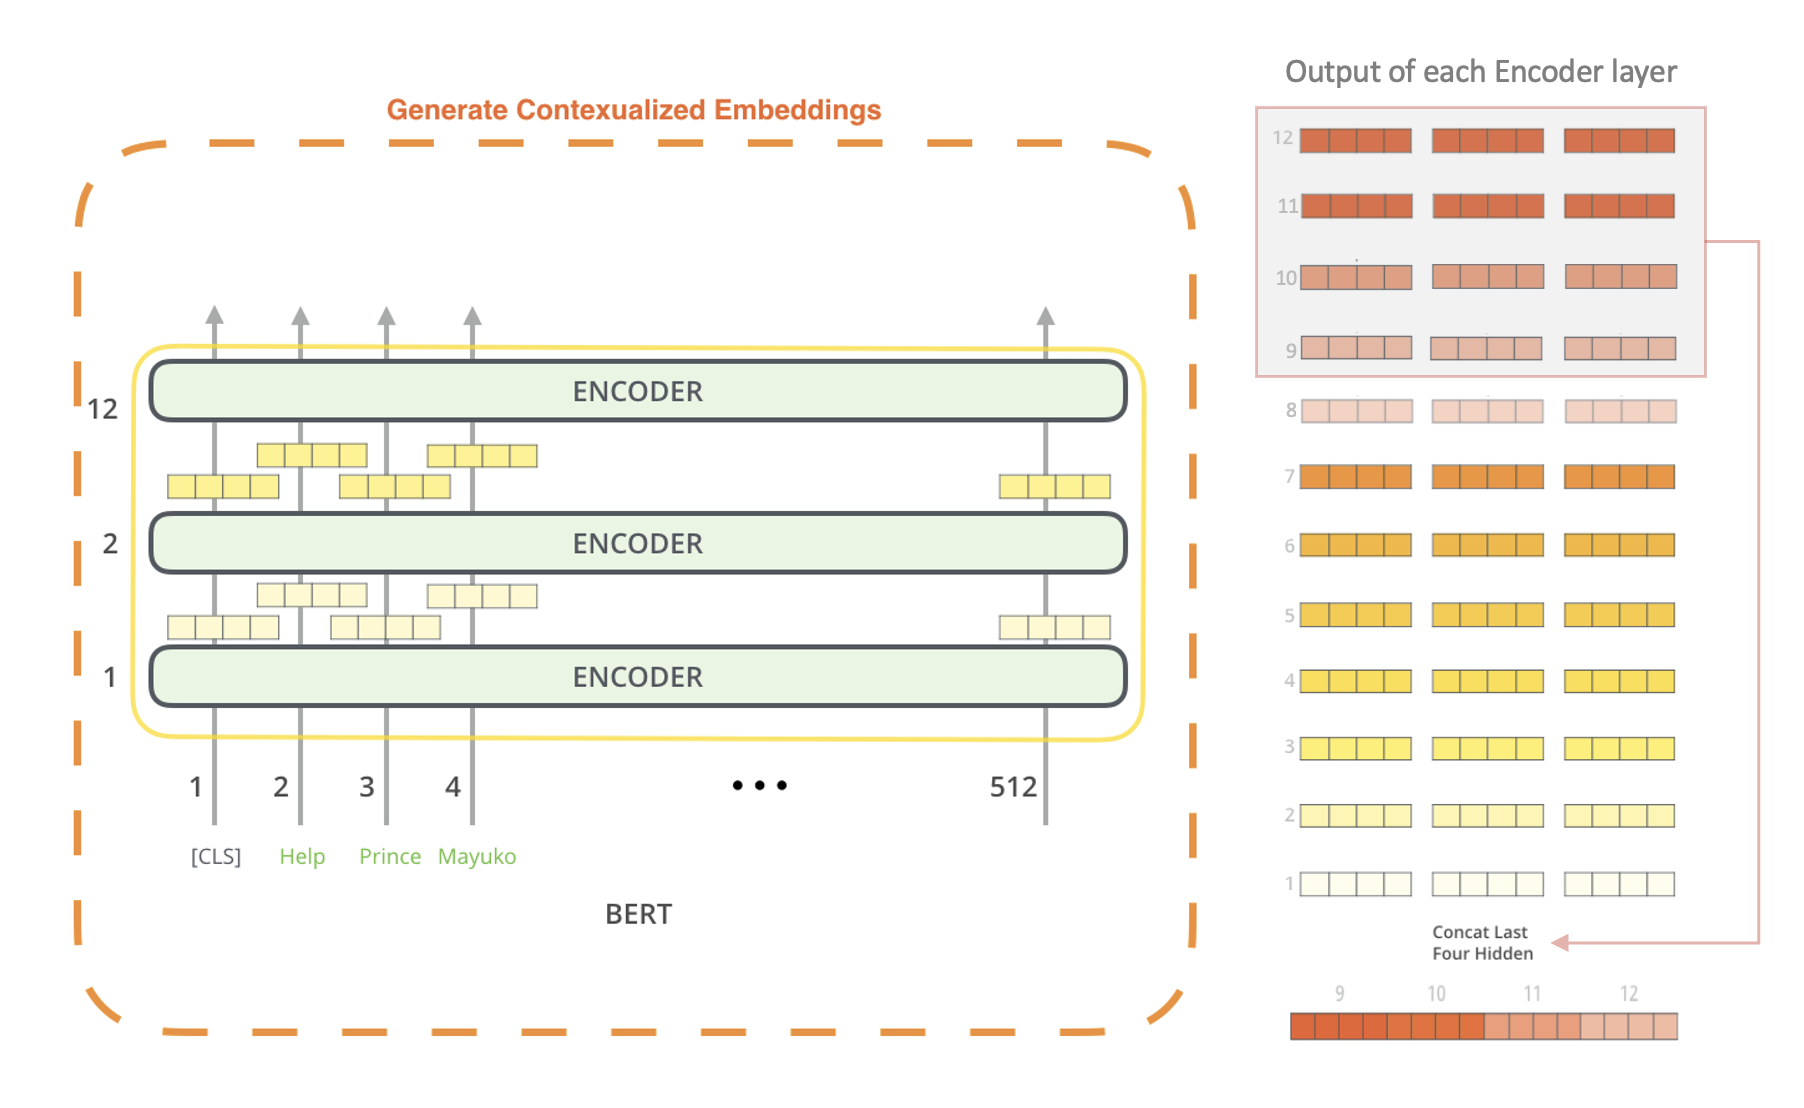 Generate Contexualized Embeddings
12
ENCODER
2
ENCODER
1
ENCODER
1 2 3 4 ••• 512
[CLS] Help Prince Mayuko
BERT
Output of each Encoder layer
12
11
10
9
8
7
6
5
4
3
2
1
Concat Last
Four Hidden
9 10 11 12